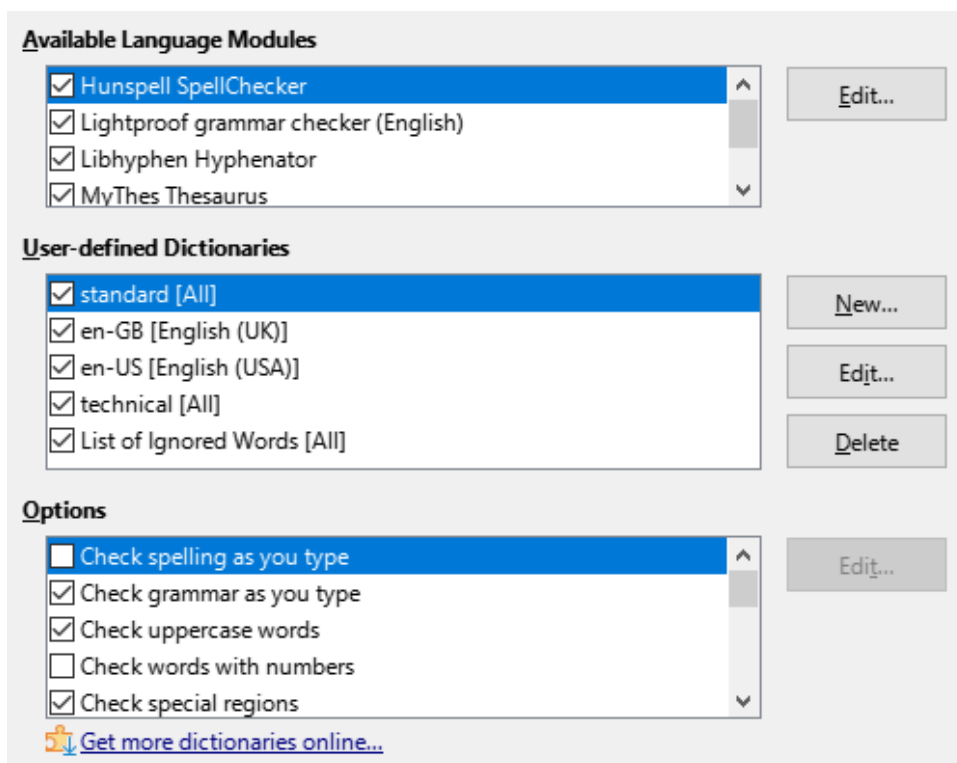 Available Language Modules
Hunspell SpellChecker
Lightproof grammar checker (English)
Libhyphen Hyphenator
MyThes Thesaurus
Edit...
User-defined Dictionaries
standard [All]
en-GB [English (UK)]
en-US [English (USA)]
technical [All]
List of Ignored Words [All]
New...
Edit...
Delete
Options
Check spelling as you type
Check grammar as you type
Check uppercase words
Check words with numbers
Check special regions
Edit...
Get more dictionaries online...